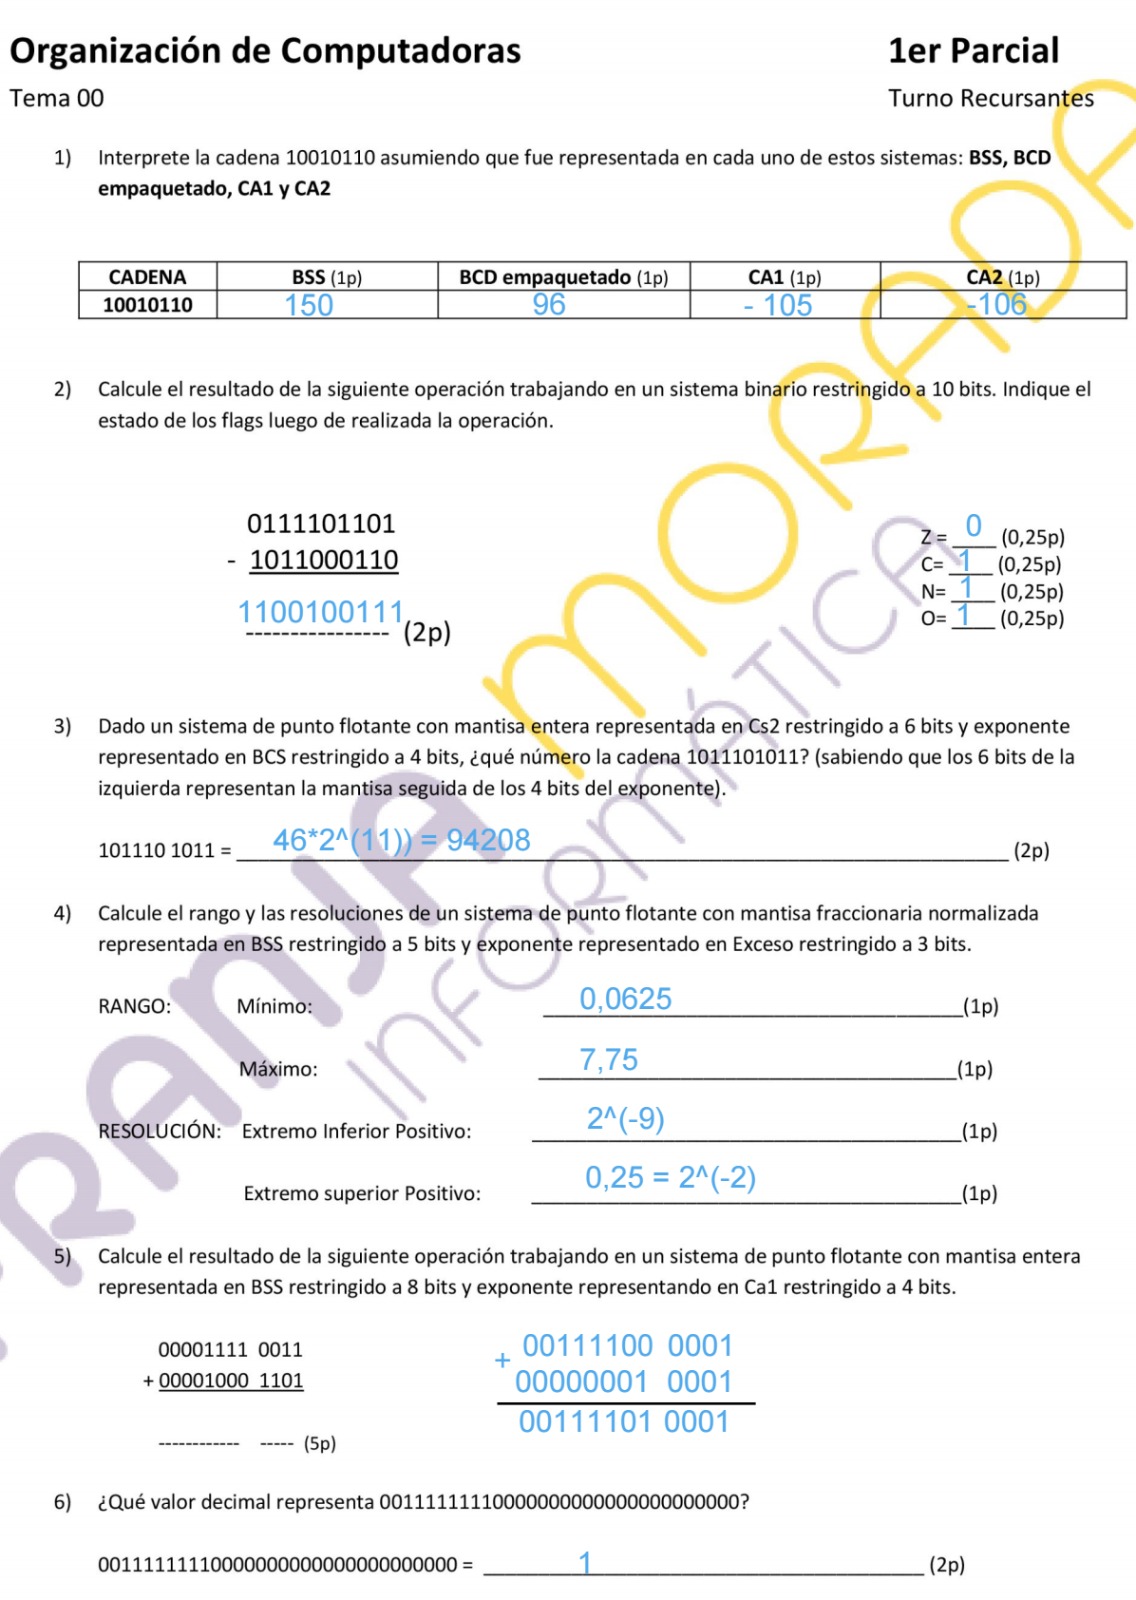 Organización de Computadoras 1er Parcial
Tema 00 Turno Recursantes
1) Interprete la cadena 10010110 asumiendo que fue representada en cada uno de estos sistemas: BSS, BCD
empaquetado, CA1 y CA2
CADENA BSS (1p) BCD empaquetado (1p) CA1 (1p) CA2 (1p)
10010110 150 96 - 105 -106
2) Calcule el resultado de la siguiente operación trabajando en un sistema binario restringido a 10 bits. Indique el
estado de los flags luego de realizada la operación.
0111101101
- 1011000110
1100100111
---------------- (2p)
Z = 0 (0,25p)
C= 1 (0,25p)
N= 1 (0,25p)
O= 1 (0,25p)
3) Dado un sistema de punto flotante con mantisa entera representada en Cs2 restringido a 6 bits y exponente
representado en BCS restringido a 4 bits, ¿qué número la cadena 1011101011? (sabiendo que los 6 bits de la
izquierda representan la mantisa seguida de los 4 bits del exponente).
101110 1011 = 46*2^(11)) = 94208 (2p)
4) Calcule el rango y las resoluciones de un sistema de punto flotante con mantisa fraccionaria normalizada
representada en BSS restringido a 5 bits y exponente representado en Exceso restringido a 3 bits.
RANGO: Mínimo: 0,0625 (1p)
Máximo: 7,75 (1p)
RESOLUCIÓN: Extremo Inferior Positivo: 2^(-9) (1p)
Extremo superior Positivo: 0,25 = 2^(-2) (1p)
5) Calcule el resultado de la siguiente operación trabajando en un sistema de punto flotante con mantisa entera
representada en BSS restringido a 8 bits y exponente representando en Ca1 restringido a 4 bits.
00001111 0011
+ 00001000 1101
------------ ----- (5p)
00111100 0001
+ 00000001 0001
00111101 0001
6) ¿Qué valor decimal representa 00111111110000000000000000000000?
00111111110000000000000000000000 = 1 (2p)
FRANJA MORADA
INFORMÁTICA